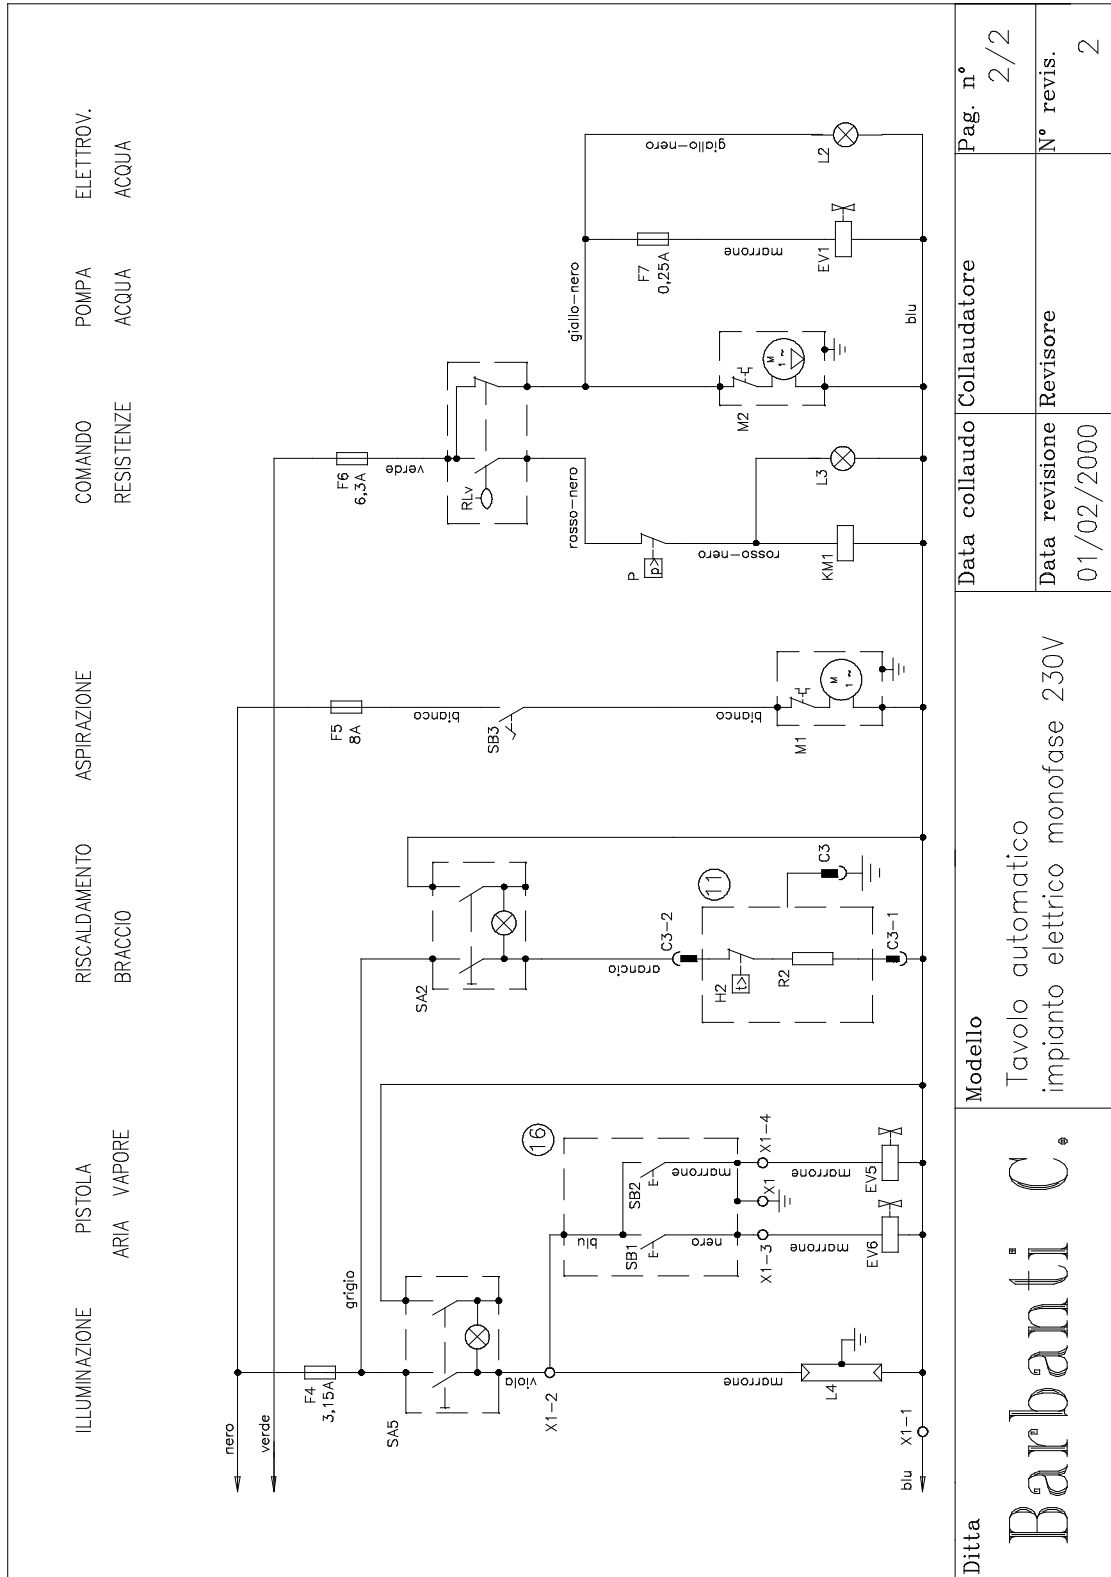 ILLUMINAZIONE
PISTOLA
ARIA VAPORE
RISCALDAMENTO
BRACCIO
ASPIRAZIONE
COMANDO
RESISTENZE
POMPA
ACQUA
ELETTROV.
ACQUA
nero
verde
F4
3,15A
grigio
SA5
viola
X1-2
marrone
L4
blu
X1-1
16
blu
SB1
SB2
nero
marrone
X1-3
X1
X1-4
marrone
marrone
EV6
EV5
SA2
arancio
C3-2
11
H2
t>
R2
C3-1
C3
F5
8A
bianco
SB3
bianco
M1
M
1 ~
F6
6,3A
verde
RLv
rosso-nero
P
p>
rosso-nero
KM1
L3
giallo-nero
M2
M
1 ~
F7
0,25A
marrone
EV1
giallo-nero
L2
blu
Ditta
Barbanti C.
Modello
Tavolo automatico
impianto elettrico monofase 230V
Data collaudo
Collaudatore
Pag. n°
2/2
Data revisione
01/02/2000
Revisore
N° revis.
2